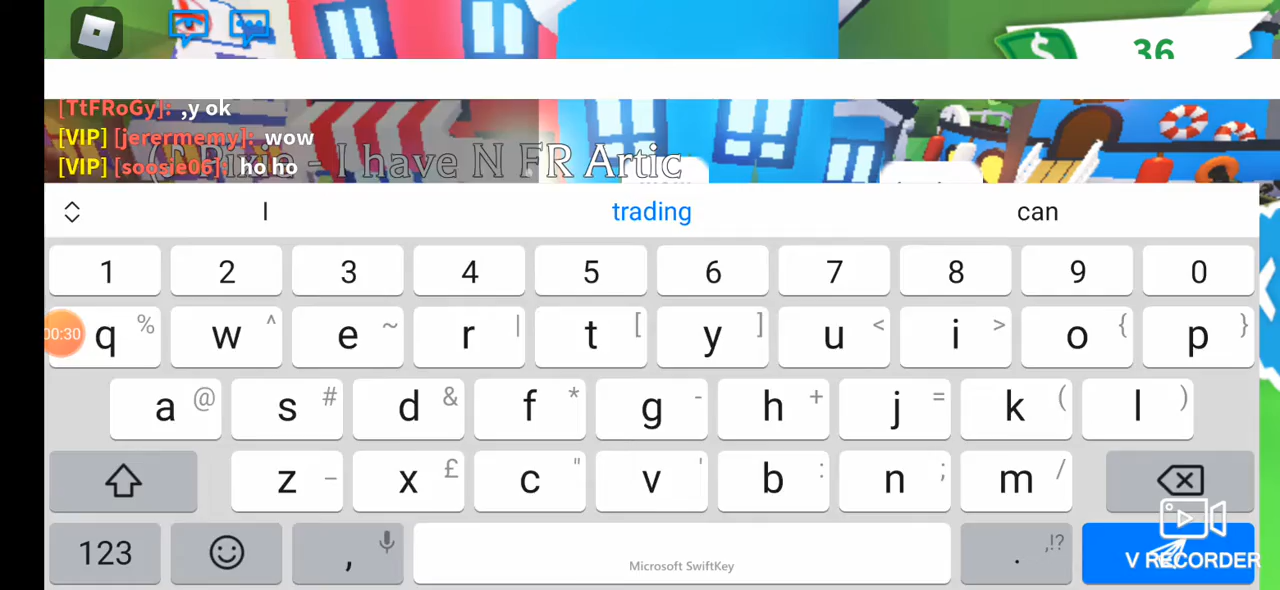 36
[TtFRoGy]: ,y ok
[VIP] [jerermemy]: wow
[VIP] [soosie06]: ho ho
- I have N FR Artic
I trading can
1 2 3 4 5 6 7 8 9 0
00:30 q % w ^ e ~ r | t [ y ] u < i > o { p }
a @ s # d & f * g - h + j = k ( l )
z _ x £ c " v ' b : n ; m /
123 , Microsoft SwiftKey . ,!?
V RECORDER